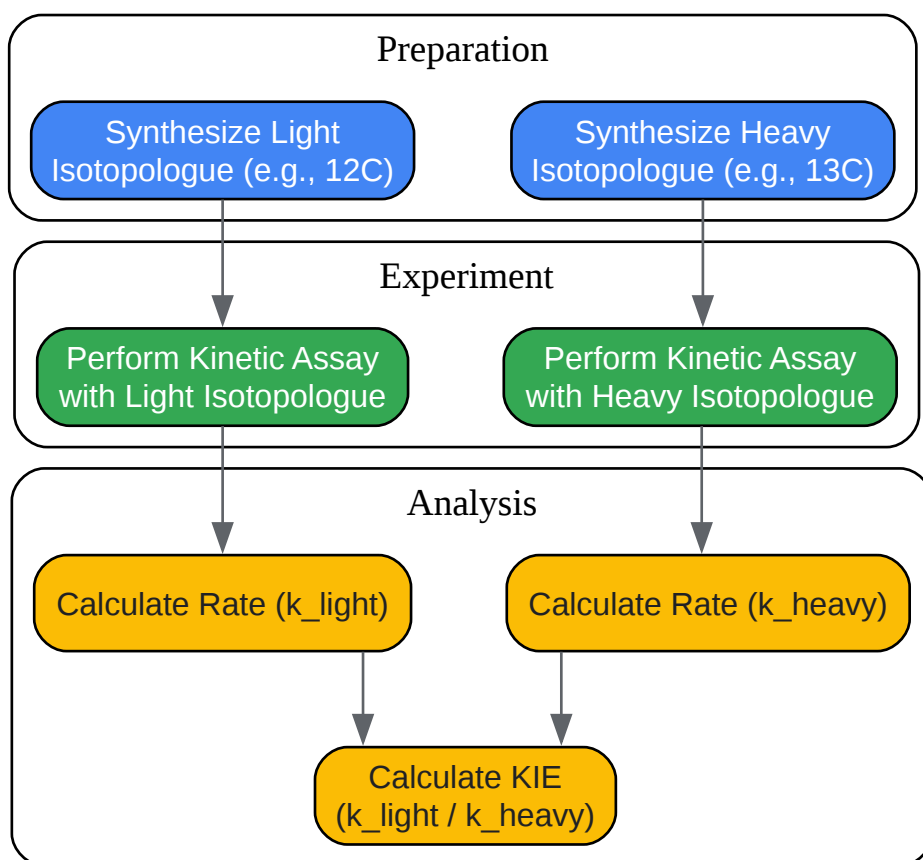 Preparation
Synthesize Light
Isotopologue (e.g., 12C)
Synthesize Heavy
Isotopologue (e.g., 13C)
Experiment
Perform Kinetic Assay
with Light Isotopologue
Perform Kinetic Assay
with Heavy Isotopologue
Analysis
Calculate Rate (k_light)
Calculate Rate (k_heavy)
Calculate KIE
(k_light / k_heavy)